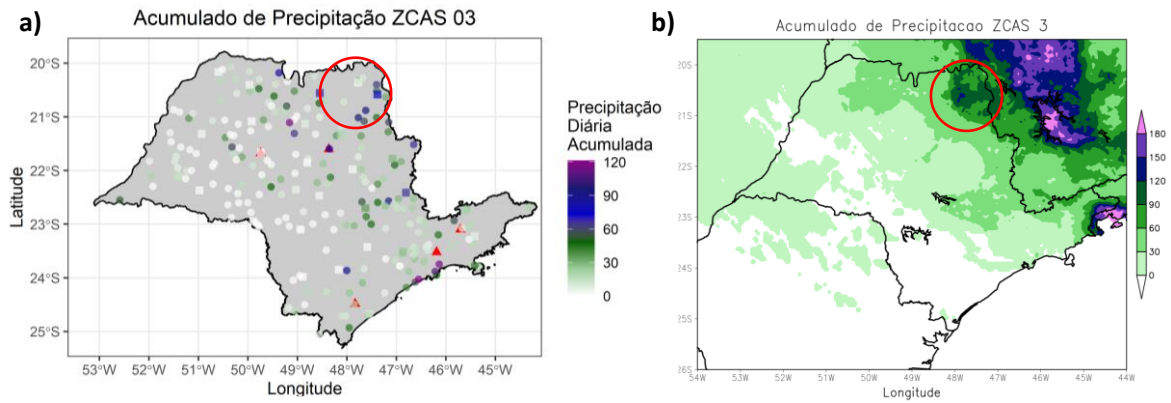 a)
Acumulado de Precipitação ZCAS 03
20°S
21°S
22°S
23°S
24°S
25°S
Latitude
53°W 52°W 51°W 50°W 49°W 48°W 47°W 46°W 45°W
Longitude
Precipitação
Diária
Acumulada
120
90
60
30
0
b)
Acumulado de Precipitacao ZCAS 3
20S
21S
22S
23S
24S
25S
26S
54W 53W 52W 51W 50W 49W 48W 47W 46W 45W 44W
Longitude
180
150
120
90
60
30
0